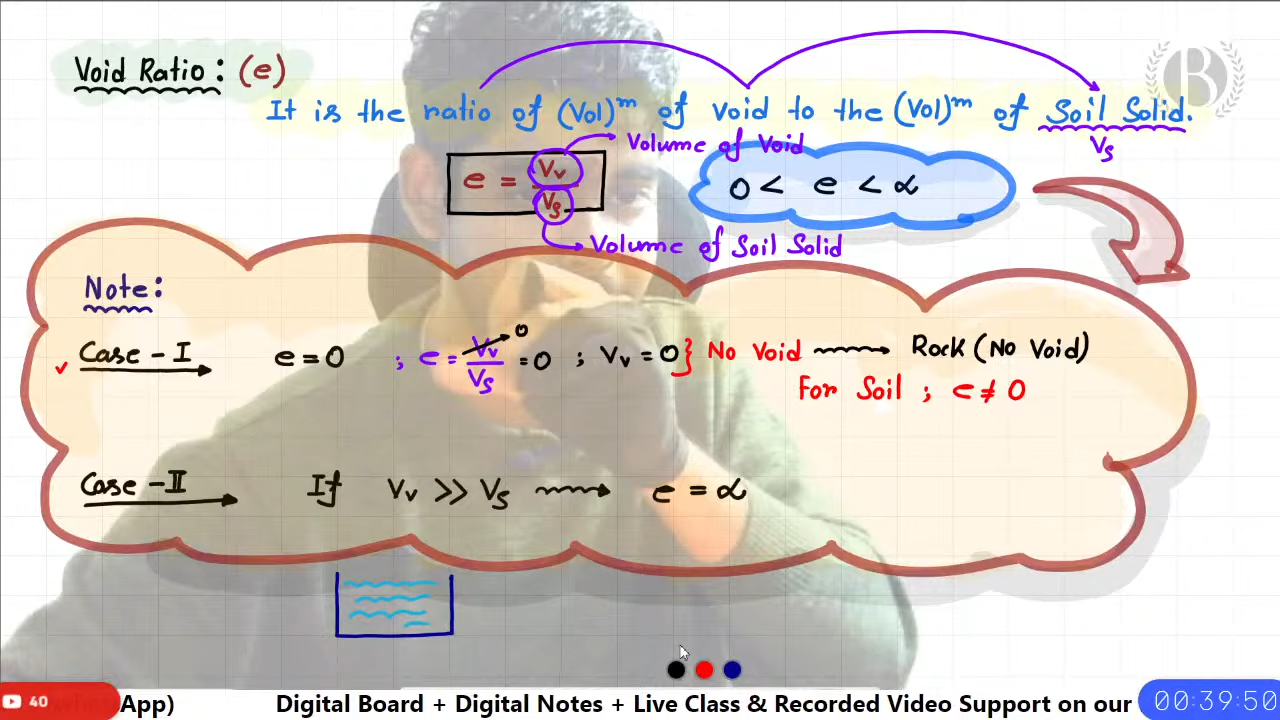 Void Ratio: (e)
It is the ratio of (Vol)ᵐ of void to the (Vol)ᵐ of Soil Solid.
Vs
e = Vv/Vs
Volume of Void
0 < e < α
Volume of Soil Solid
Note:
Case - I e = 0 ; e = Vv/Vs = 0 ; Vv = 0 } No Void Rock (No Void)
0
For Soil ; e ≠ 0
Case - II If Vv >> Vs e = α
B
40
App) Digital Board + Digital Notes + Live Class & Recorded Video Support on our
00:39:50